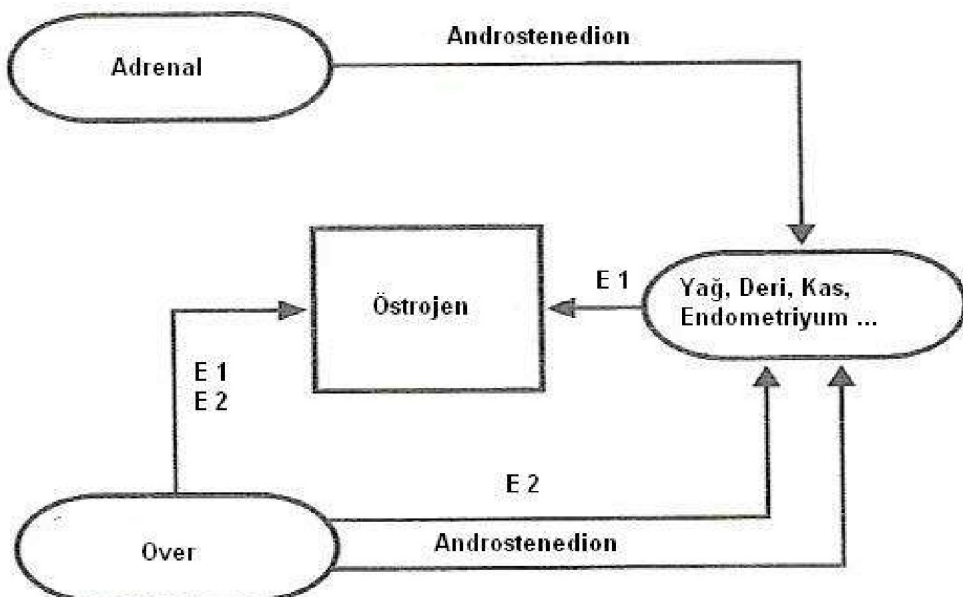 Androstenedion
Adrenal
E 1
Yağ, Deri, Kas,
Endometriyum ...
Östrojen
E 1
E 2
E 2
Androstenedion
Over